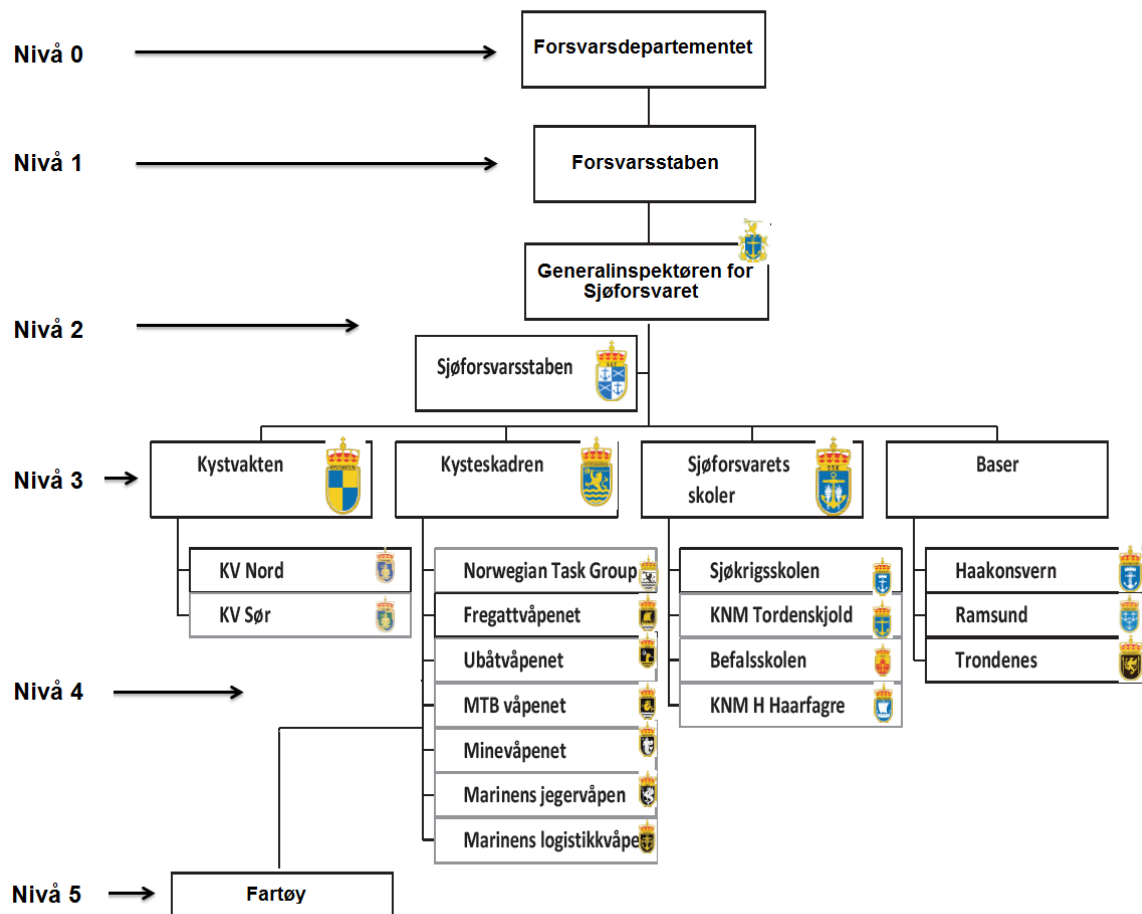 Nivå 0
Forsvarsdepartementet
Nivå 1
Forsvarsstaben
Generalinspektøren for
Sjøforsvaret
Nivå 2
Sjøforsvarsstaben
Nivå 3
Kystvakten
Kysteskadren
Sjøforsvarets
skoler
Baser
KV Nord
KV Sør
Norwegian Task Group
Fregattvåpenet
Ubåtvåpenet
MTB våpenet
Minevåpenet
Marinens jegervåpen
Marinens logistikkvåpe
Sjøkrigsskolen
KNM Tordenskjold
Befalsskolen
KNM H Haarfagre
Haakonsvern
Ramsund
Trondenes
Nivå 4
Nivå 5
Fartøy